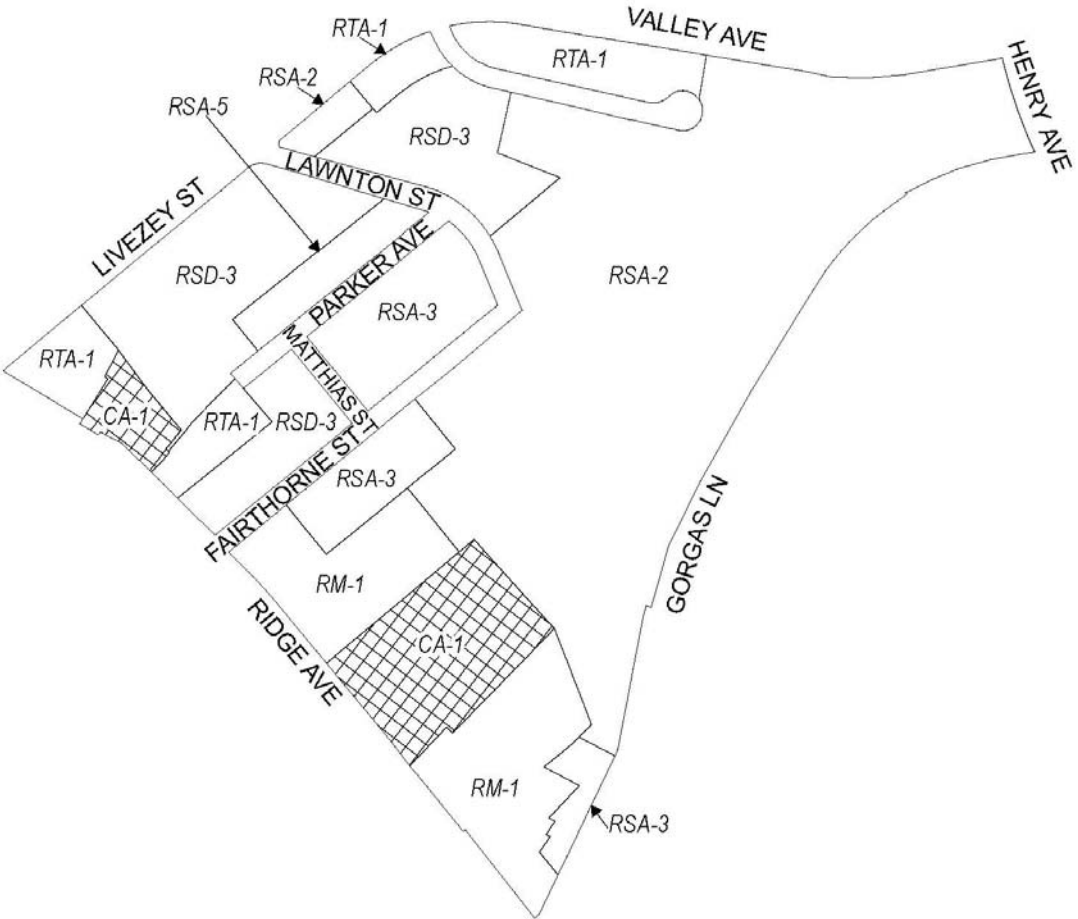 VALLEY AVE
RTA-1
RTA-1
HENRY AVE
RSA-2
RSA-5
RSD-3
LAWNTON ST
LIVEZEY ST
PARKER AVE
RSD-3
RSA-2
RSA-3
MATTHIAS ST
RTA-1
CA-1
RTA-1
RSD-3
FAIRTHORNE ST
RSA-3
GORGAS LN
RM-1
RIDGE AVE
CA-1
RM-1
RSA-3